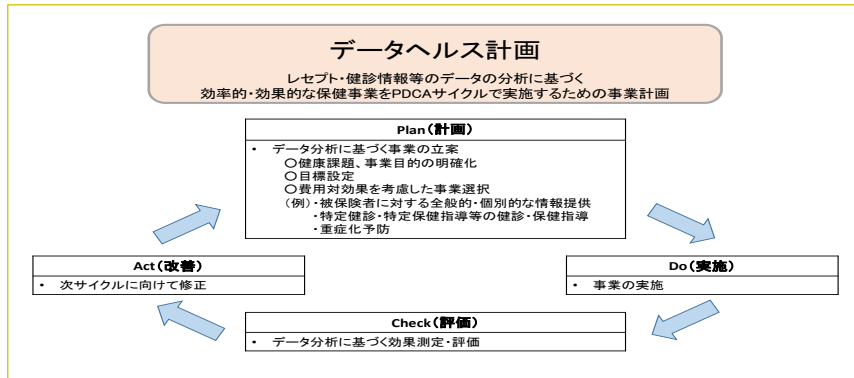 データヘルス計画
レセプト・健診情報等のデータの分析に基づく
効率的・効果的な保健事業をPDCAサイクルで実施するための事業計画
Plan(計画)
・ データ分析に基づく事業の立案
○健康課題、事業目的の明確化
○目標設定
○費用対効果を考慮した事業選択
(例)・被保険者に対する全般的・個別的な情報提供
・特定健診・特定保健指導等の健診・保健指導
・重症化予防
Act(改善)
・ 次サイクルに向けて修正
Do(実施)
・ 事業の実施
Check(評価)
・ データ分析に基づく効果測定・評価